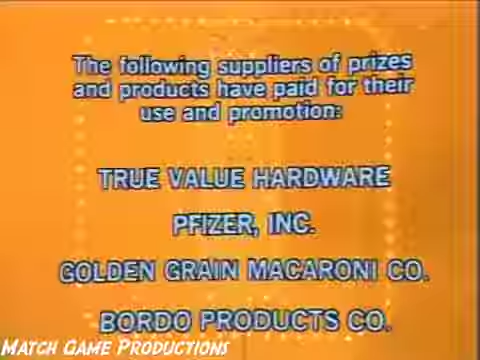 The following suppliers of prizes
and products have paid for their
use and promotion:
TRUE VALUE HARDWARE
PFIZER, INC.
GOLDEN GRAIN MACARONI CO.
BORDO PRODUCTS CO.
MATCH GAME PRODUCTIONS